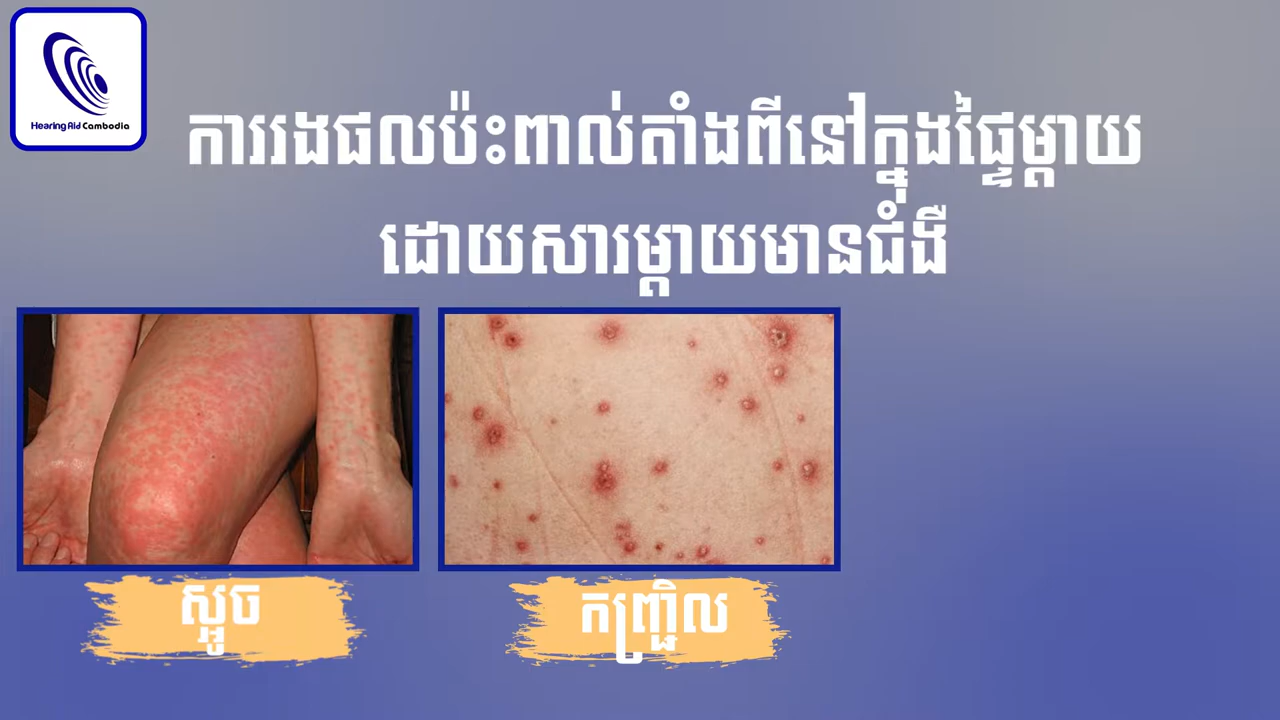 Hearing Aid Cambodia
ការរងផលប៉ះពាល់តាំងពីនៅក្នុងផ្ទៃម្ដាយ
ដោយសារម្ដាយមានជំងឺ
ស្អូច
កញ្ជ្រិល